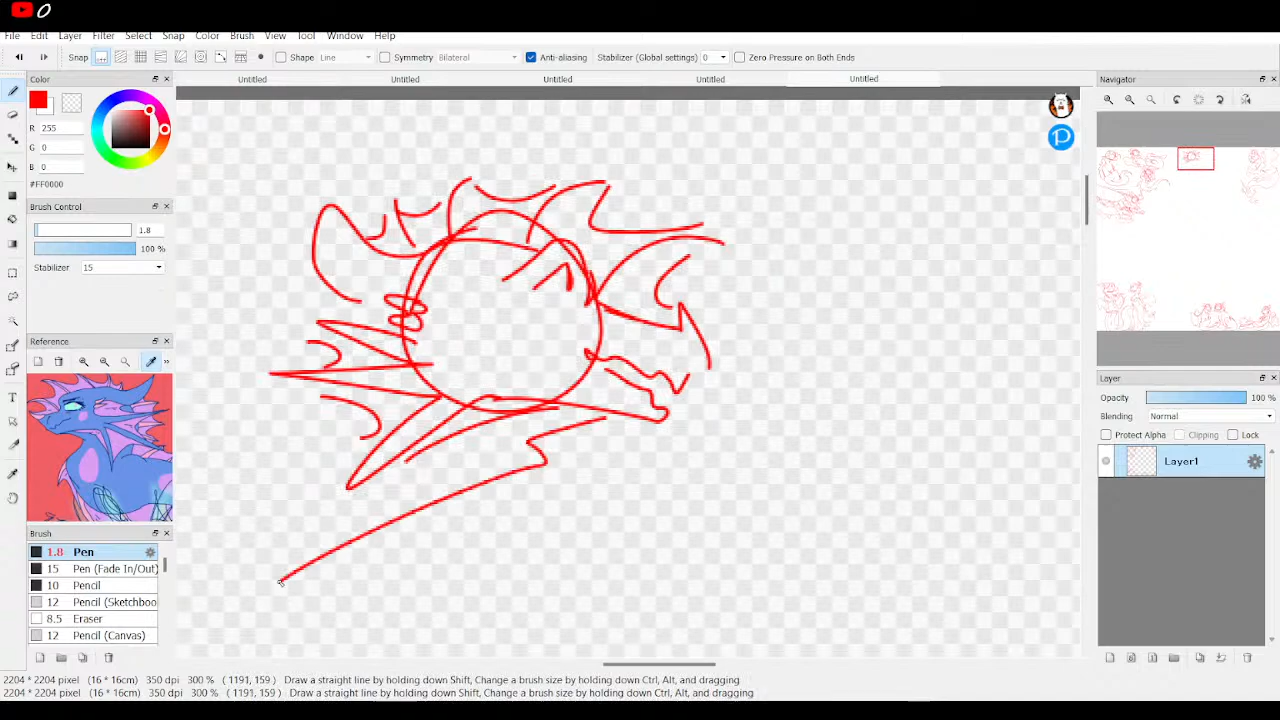 0
File Edit Layer Filter Select Snap Color Brush View Tool Window Help
Snap Shape Line Symmetry Bilateral Anti-aliasing Stabilizer (Global settings) 0 Zero Pressure on Both Ends
Color
Untitled Untitled Untitled Untitled Untitled
Navigator
R 255
G 0
B 0
#FF0000
Brush Control
1.8
100 %
Stabilizer 15
Reference
Layer
Opacity 100 %
Blending Normal
Protect Alpha Clipping Lock
Layer1
Brush
1.8 Pen
15 Pen (Fade In/Out)
10 Pencil
12 Pencil (Sketchboo
8.5 Eraser
12 Pencil (Canvas)
2204 * 2204 pixel (16 * 16cm) 350 dpi 300 % ( 1191, 159 ) Draw a straight line by holding down Shift, Change a brush size by holding down Ctrl, Alt, and dragging
2204 * 2204 pixel (16 * 16cm) 350 dpi 300 % ( 1191, 159 ) Draw a straight line by holding down Shift, Change a brush size by holding down Ctrl, Alt, and dragging